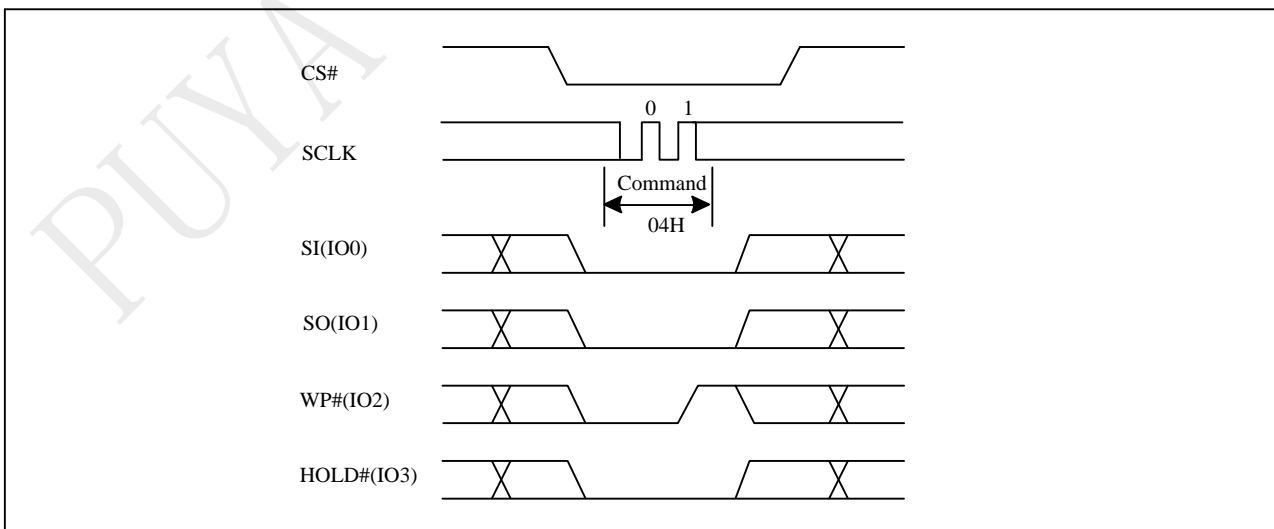 PUYA
CS#
0 1
SCLK
Command
04H
SI(IO0)
SO(IO1)
WP#(IO2)
HOLD#(IO3)